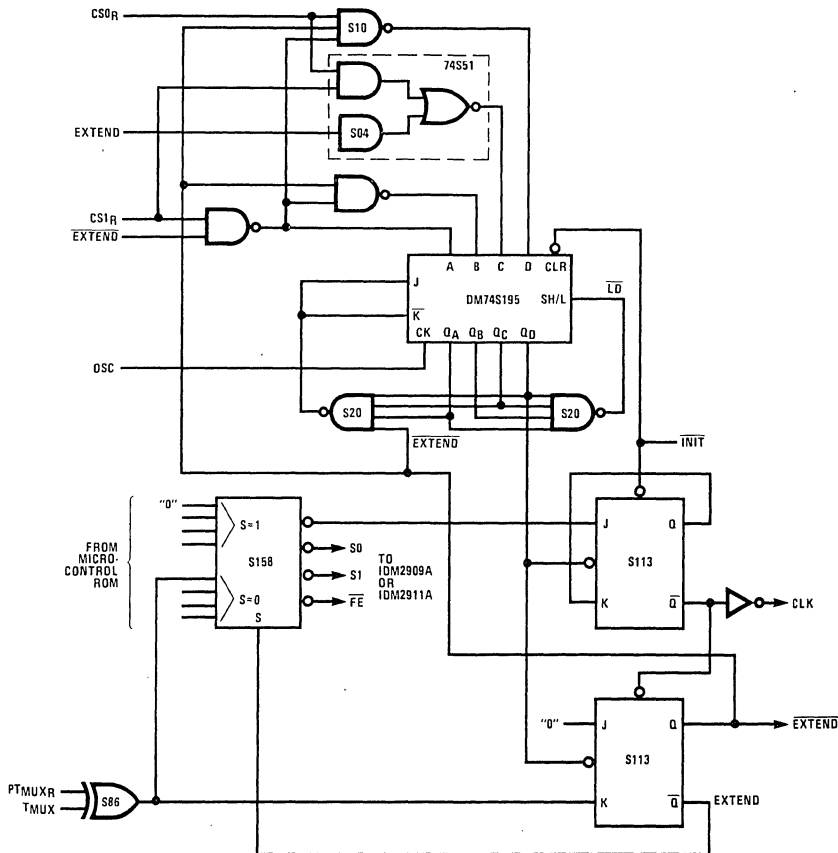 CS0R
S10
74S51
EXTEND
S04
CS1R
EXTEND
A B C D CLR
J
DM74S195
SH/L
LD
K
CK QA QB QC QD
OSC
S20
S20
EXTEND
INIT
FROM
MICRO-
CONTROL
ROM
"0"
S=1
S158
S=0
S
S0
S1
FE
TO
IDM2909A
OR
IDM2911A
J Q
S113
K Q
CLK
"0"
J Q
EXTEND
S113
K Q
EXTEND
PTMUXR
TMUX
S86